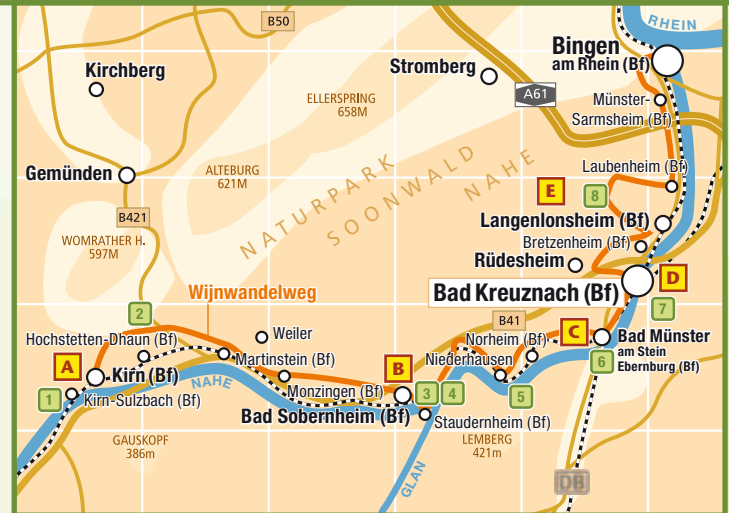 B50
RHEIN
Bingen
am Rhein (Bf)
Kirchberg
Stromberg
A61
ELLERSPRING
658M
Münster-
Sarmsheim (Bf)
Gemünden
ALTEBURG
621M
NATURPARK
SOONWALD
NAHE
Laubenheim (Bf)
E
8
B421
WOMRATHER H.
597M
Langenlonsheim (Bf)
Bretzenheim (Bf)
Rüdesheim
D
Wijnwandelweg
Bad Kreuznach (Bf)
7
2
Hochstetten-Dhaun (Bf)
Weiler
B41
Norheim (Bf)
C
Bad Münster
am Stein
Ebernburg (Bf)
6
A
Kirn (Bf)
Martinstein (Bf)
Niederhausen
B
1
Kirn-Sulzbach (Bf)
NAHE
Monzingen (Bf)
3
4
5
Bad Sobernheim (Bf)
Staudernheim (Bf)
GAUSKOPF
386m
LEMBERG
421m
GLAN
DB